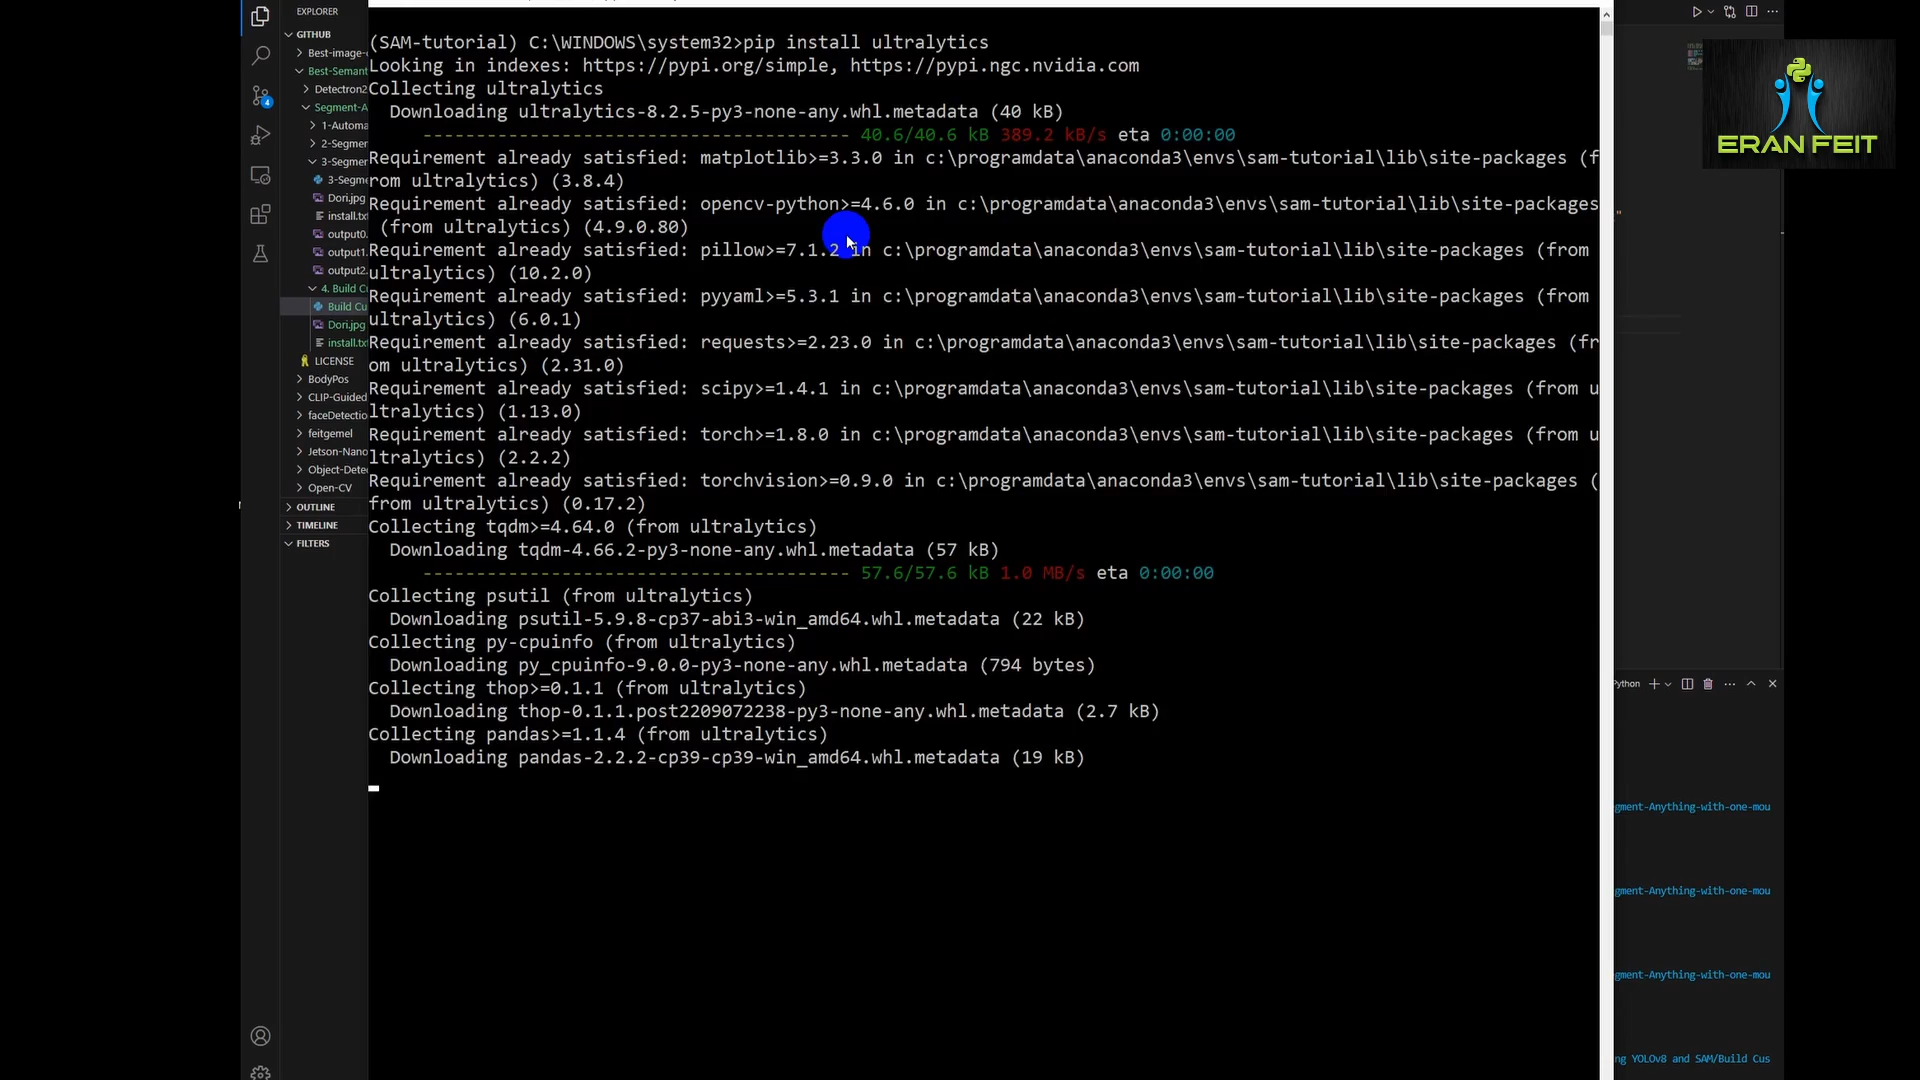 EXPLORER
GITHUB
Best-image-
Best-Semant
Detectron2
Segment-A
1-Automa
2-Segmen
3-Segmen
3-Segme
Dori.jpg
install.txt
output0.
output1.
output2.
4. Build Cu
Build Cu
Dori.jpg
install.txt
LICENSE
BodyPos
CLIP-Guided
faceDetectio
feitgemel
Jetson-Nano
Object-Detec
Open-CV
OUTLINE
TIMELINE
FILTERS
4
(SAM-tutorial) C:\WINDOWS\system32>pip install ultralytics
Looking in indexes: https://pypi.org/simple, https://pypi.ngc.nvidia.com
Collecting ultralytics
Downloading ultralytics-8.2.5-py3-none-any.whl.metadata (40 kB)
---------------------------------------- 40.6/40.6 kB 389.2 kB/s eta 0:00:00
Requirement already satisfied: matplotlib>=3.3.0 in c:\programdata\anaconda3\envs\sam-tutorial\lib\site-packages (f
rom ultralytics) (3.8.4)
Requirement already satisfied: opencv-python>=4.6.0 in c:\programdata\anaconda3\envs\sam-tutorial\lib\site-packages
(from ultralytics) (4.9.0.80)
Requirement already satisfied: pillow>=7.1.2 in c:\programdata\anaconda3\envs\sam-tutorial\lib\site-packages (from
ultralytics) (10.2.0)
Requirement already satisfied: pyyaml>=5.3.1 in c:\programdata\anaconda3\envs\sam-tutorial\lib\site-packages (from
ultralytics) (6.0.1)
Requirement already satisfied: requests>=2.23.0 in c:\programdata\anaconda3\envs\sam-tutorial\lib\site-packages (fr
om ultralytics) (2.31.0)
Requirement already satisfied: scipy>=1.4.1 in c:\programdata\anaconda3\envs\sam-tutorial\lib\site-packages (from u
ltralytics) (1.13.0)
Requirement already satisfied: torch>=1.8.0 in c:\programdata\anaconda3\envs\sam-tutorial\lib\site-packages (from u
ltralytics) (2.2.2)
Requirement already satisfied: torchvision>=0.9.0 in c:\programdata\anaconda3\envs\sam-tutorial\lib\site-packages (
from ultralytics) (0.17.2)
Collecting tqdm>=4.64.0 (from ultralytics)
Downloading tqdm-4.66.2-py3-none-any.whl.metadata (57 kB)
---------------------------------------- 57.6/57.6 kB 1.0 MB/s eta 0:00:00
Collecting psutil (from ultralytics)
Downloading psutil-5.9.8-cp37-abi3-win_amd64.whl.metadata (22 kB)
Collecting py-cpuinfo (from ultralytics)
Downloading py_cpuinfo-9.0.0-py3-none-any.whl.metadata (794 bytes)
Collecting thop>=0.1.1 (from ultralytics)
Downloading thop-0.1.1.post2209072238-py3-none-any.whl.metadata (2.7 kB)
Collecting pandas>=1.1.4 (from ultralytics)
Downloading pandas-2.2.2-cp39-cp39-win_amd64.whl.metadata (19 kB)
ERAN FEIT
Python
gment-Anything-with-one-mou
gment-Anything-with-one-mou
gment-Anything-with-one-mou
ng YOLOv8 and SAM/Build Cus